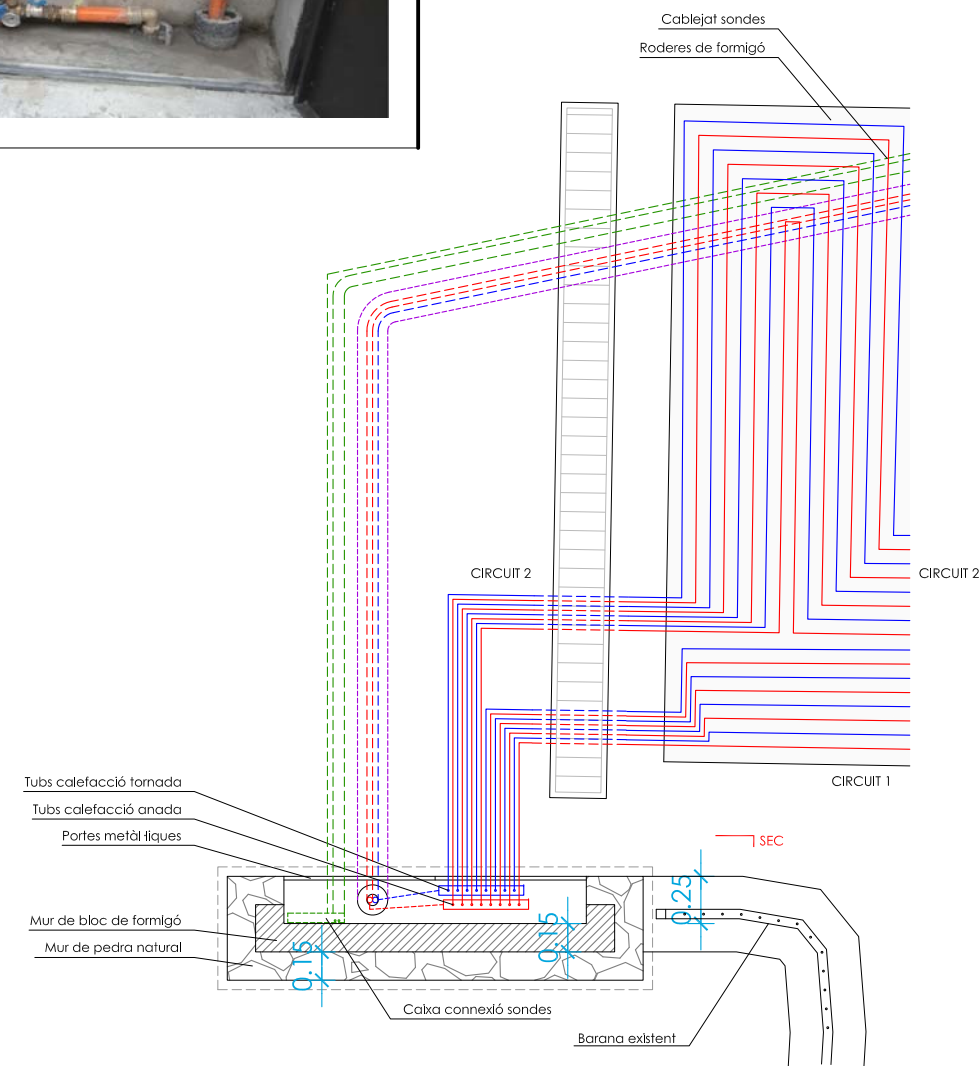 Cablejat sondes
Roderes de formigó
CIRCUIT 2
CIRCUIT 2
CIRCUIT 1
Tubs calefacció tornada
Tubs calefacció anada
Portes metàl·liques
SEC
0.25
Mur de bloc de formigó
Mur de pedra natural
0.15
0.15
Caixa connexió sondes
Barana existent